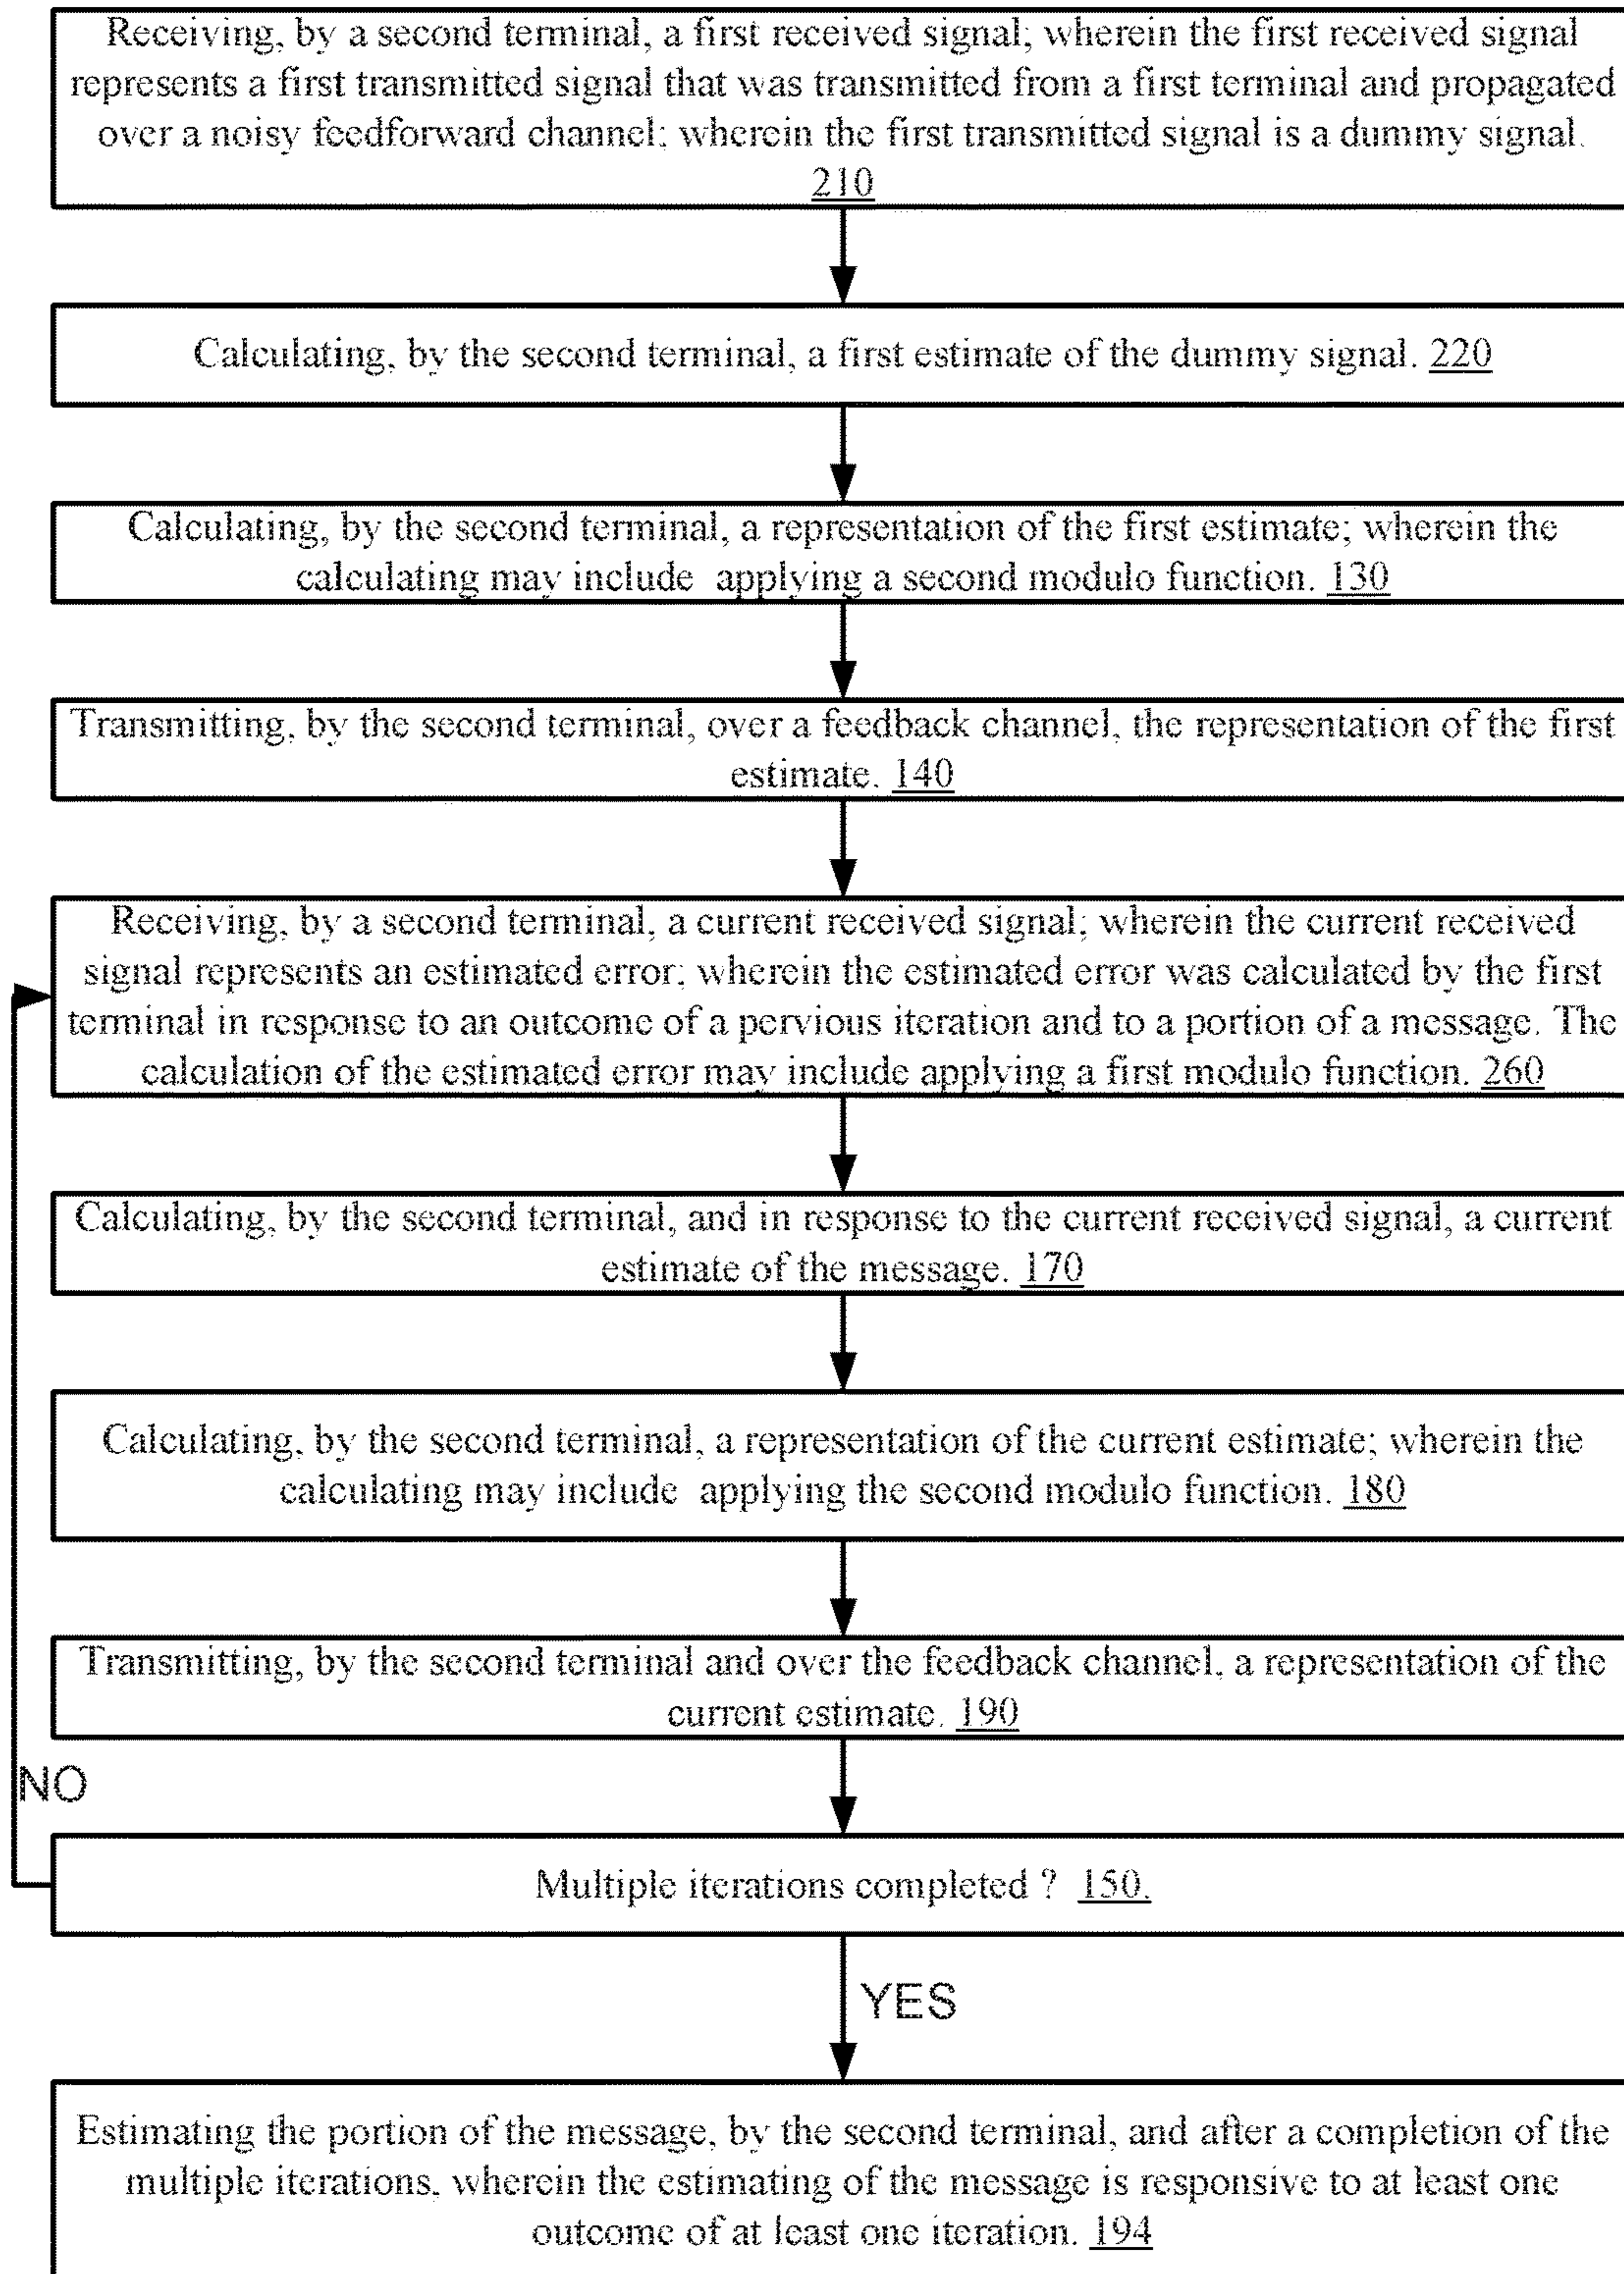 Receiving, by a second terminal, a first received signal; wherein the first received signal
represents a first transmitted signal that was transmitted from a first terminal and propagated
over a noisy feedforward channel; wherein the first transmitted signal is a dummy signal.
210
Calculating, by the second terminal, a first estimate of the dummy signal. 220
Calculating, by the second terminal, a representation of the first estimate; wherein the
calculating may include applying a second modulo function. 130
Transmitting, by the second terminal, over a feedback channel, the representation of the first
estimate. 140
Receiving, by a second terminal, a current received signal; wherein the current received
signal represents an estimated error; wherein the estimated error was calculated by the first
terminal in response to an outcome of a pervious iteration and to a portion of a message. The
calculation of the estimated error may include applying a first modulo function. 260
Calculating, by the second terminal, and in response to the current received signal, a current
estimate of the message. 170
Calculating, by the second terminal, a representation of the current estimate; wherein the
calculating may include applying the second modulo function. 180
Transmitting, by the second terminal and over the feedback channel, a representation of the
current estimate. 190
NO
Multiple iterations completed ? 150.
YES
Estimating the portion of the message, by the second terminal, and after a completion of the
multiple iterations, wherein the estimating of the message is responsive to at least one
outcome of at least one iteration. 194